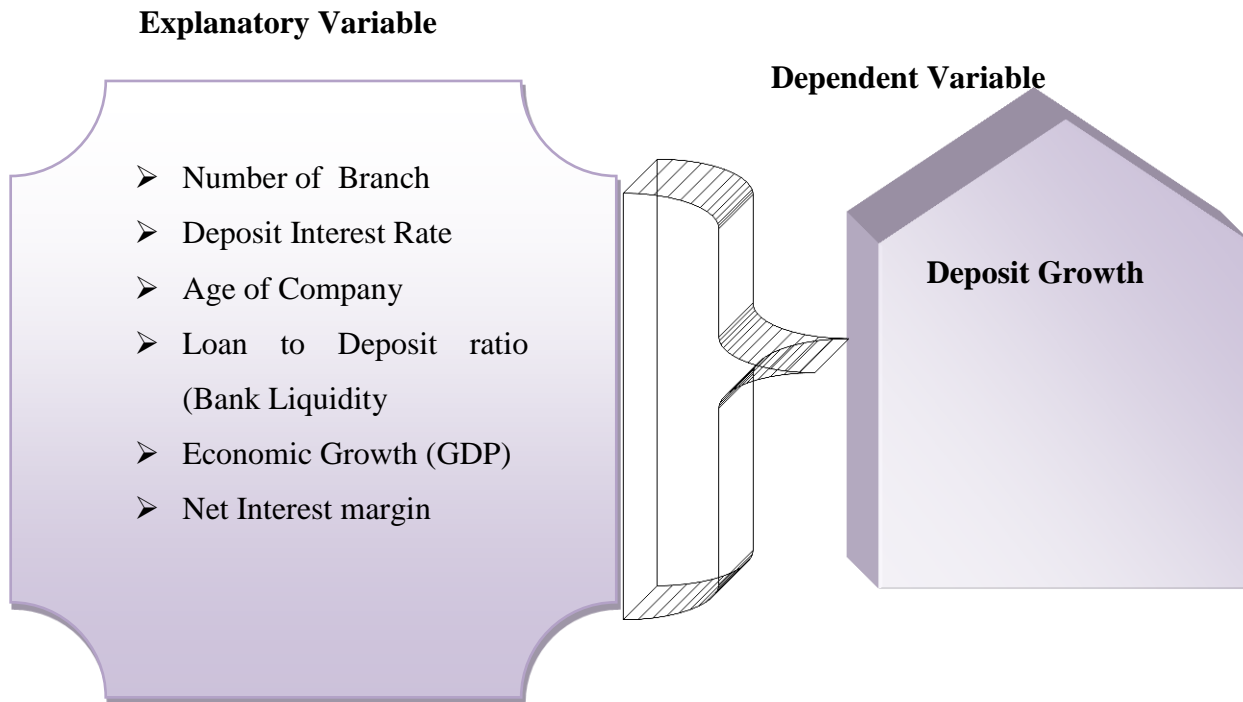 Explanatory Variable
Dependent Variable
➢ Number of Branch
➢ Deposit Interest Rate
➢ Age of Company
➢ Loan to Deposit ratio
(Bank Liquidity
➢ Economic Growth (GDP)
➢ Net Interest margin
Deposit Growth